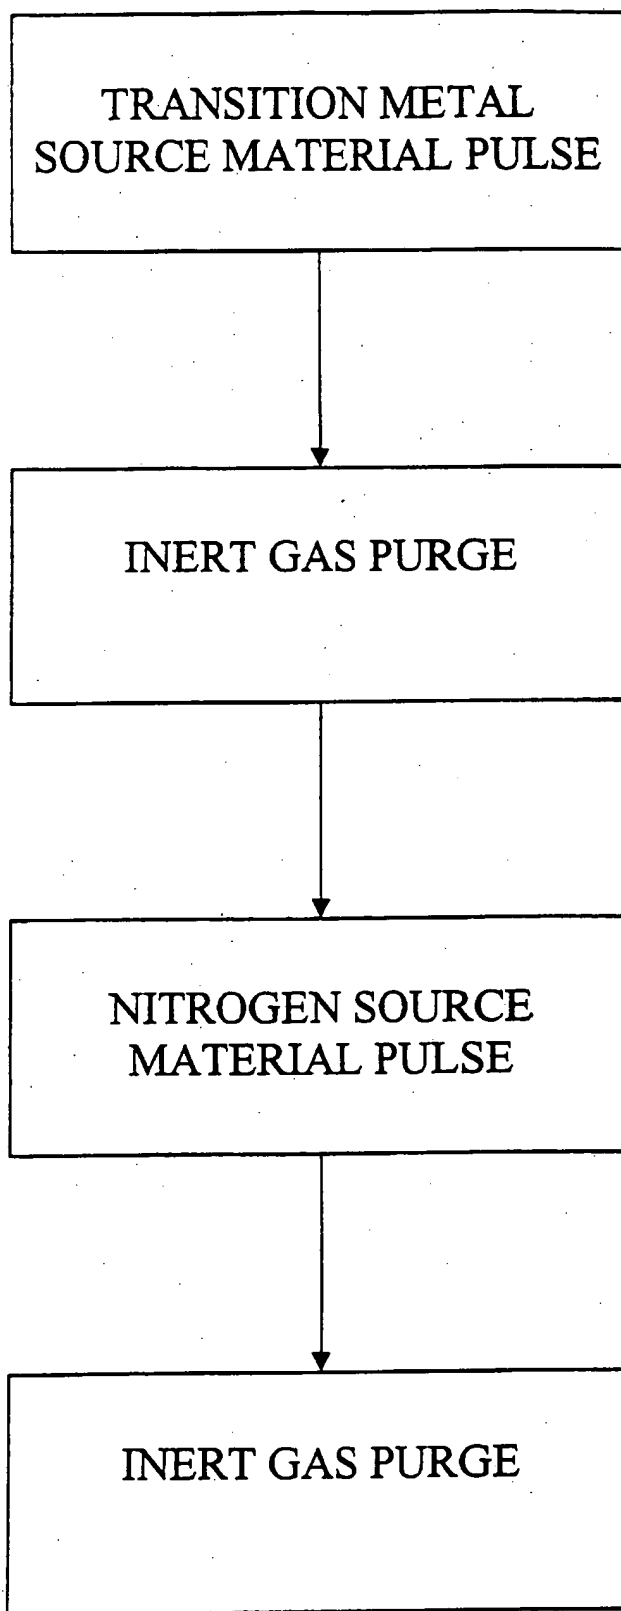 TRANSITION METAL
SOURCE MATERIAL PULSE
INERT GAS PURGE
NITROGEN SOURCE
MATERIAL PULSE
INERT GAS PURGE